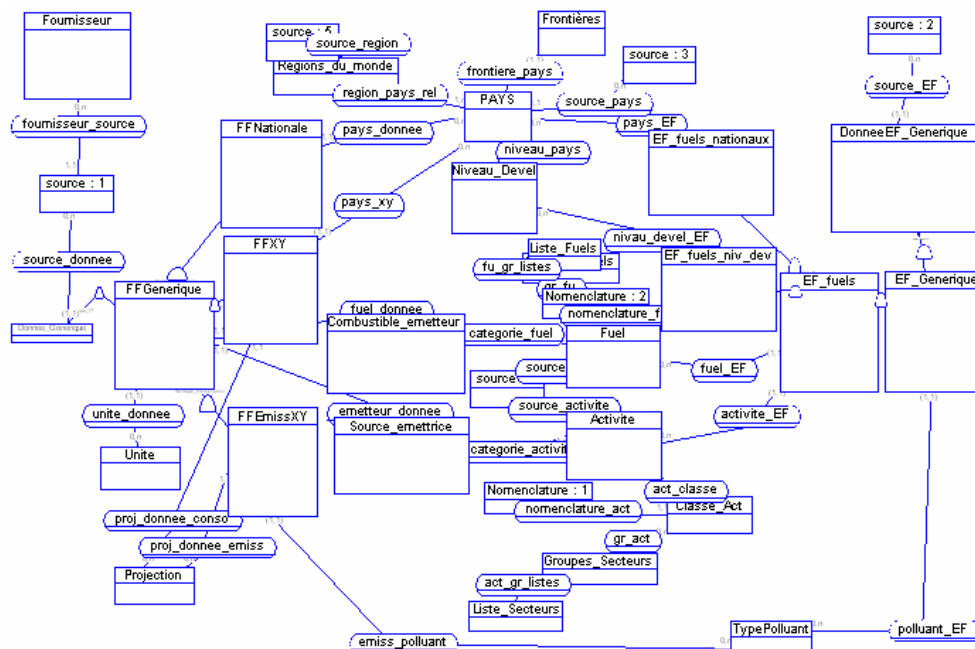 Fournisseur
Frontières
source : 2
source : 5
source_region
source : 3
Regions_du_monde
frontiere_pays
source_EF
region_pays_rel
PAYS
source_pays
fournisseur_source
FFNationale
pays_donnee
pays_EF
DonneeEF_Generique
EF_fuels_nationaux
niveau_pays
Niveau_Devel
source : 1
pays_xy
FFXY
nivau_devel_EF
Liste_Fuels
source_donnee
fu_gr_listes
EF_fuels_niv_dev
FFGenerique
EF_fuels
EF_Generique
gr_fu
Nomenclature : 2
fuel_donnee
nomenclature_f
Donnee_Generique
Combustible_emetteur
categorie_fuel
Fuel
source
fuel_EF
source
source_activite
unite_donnee
FFEmissXY
emetteur_donnee
Activite
activite_EF
Source_emettrice
Unite
categorie_activit
Nomenclature : 1
act_classe
nomenclature_act
Classe_Act
proj_donnee_conso
gr_act
proj_donnee_emiss
Groupes_Secteurs
Projection
act_gr_listes
Liste_Secteurs
TypePolluant
polluant_EF
emiss_polluant